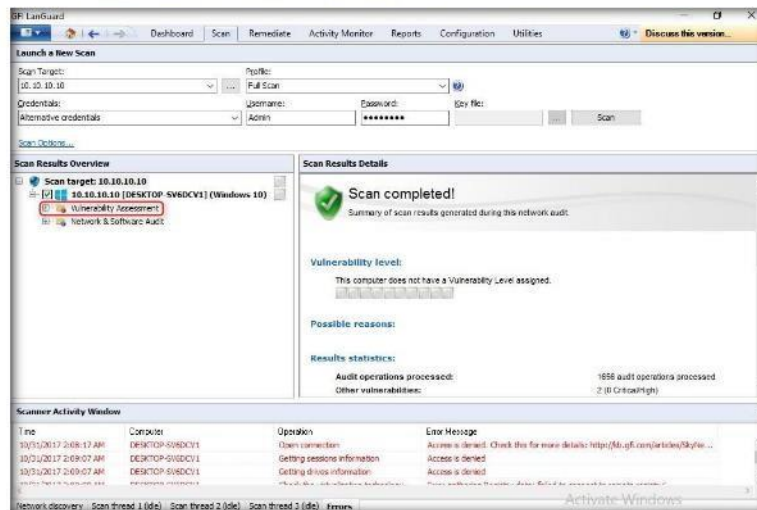 GFI LanGuard
Dashboard Scan Remediate Activity Monitor Reports Configuration Utilities Discuss this version...
Launch a New Scan
Scan Target: Profile:
10.10.10.10 ... Full Scan
Credentials: Username: Password: Key file:
Alternative credentials Admin ●●●●●●●● ... Scan
Scan Options...
Scan Results Overview
Scan target: 10.10.10.10
10.10.10.10 [DESKTOP-SV6DCV1] (Windows 10)
Vulnerability Assessment
Network & Software Audit
Scan Results Details
Scan completed!
Summary of scan results generated during this network audit.
Vulnerability level:
This computer does not have a Vulnerability Level assigned.
Possible reasons:
Results statistics:
Audit operations processed: 1656 audit operations processed
Other vulnerabilities: 2 (0 Critical/High)
Scanner Activity Window
Time Computer Operation Error Message
10/31/2017 2:08:17 AM DESKTOP-SV6DCV1 Open connection Access is denied. Check this for more details: http://kb.gfi.com/articles/SkyNe...
10/31/2017 2:09:07 AM DESKTOP-SV6DCV1 Getting sessions information Access is denied
10/31/2017 2:09:07 AM DESKTOP-SV6DCV1 Getting drives information Access is denied
Activate Windows
Network discovery Scan thread 1 (idle) Scan thread 2 (idle) Scan thread 3 (idle) Errors